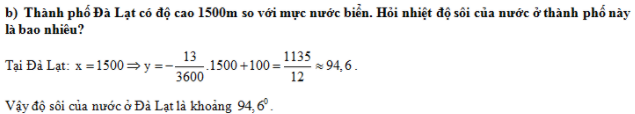 b) Thành phố Đà Lạt có độ cao 1500m so với mực nước biển. Hỏi nhiệt độ sôi của nước ở thành phố này
là bao nhiêu?
Tại Đà Lạt: x = 1500 ⇒ y = −13/3600 .1500 + 100 = 1135/12 ≈ 94,6 .
Vậy độ sôi của nước ở Đà Lạt là khoảng 94,6⁰ .